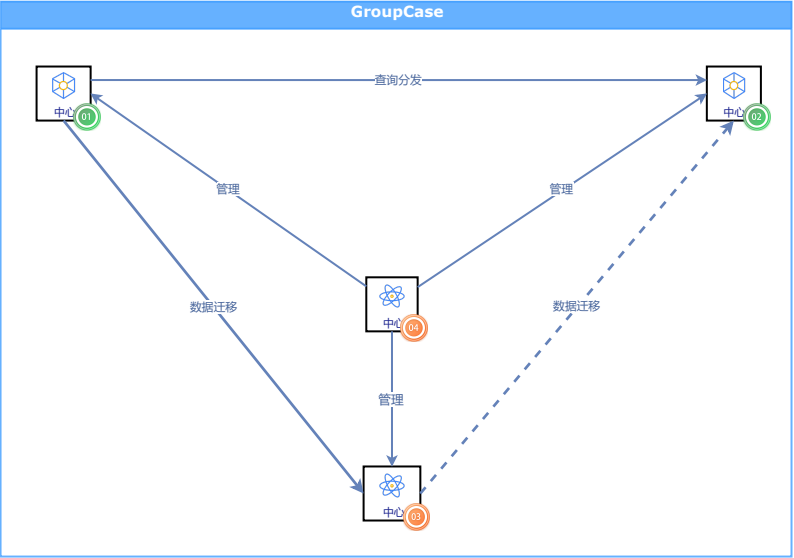 GroupCase
查询分发
中心
01
中心
02
管理
管理
中心
04
数据迁移
数据迁移
管理
中心
03